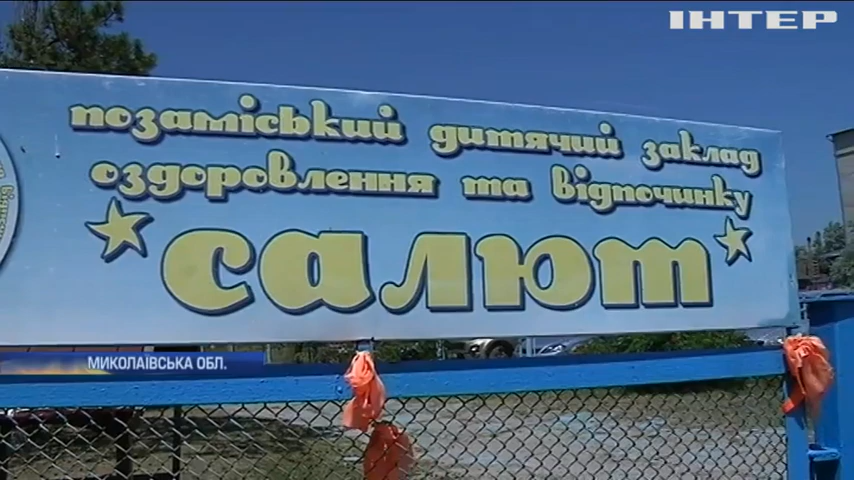 ІНТЕР
позаміський дитячий заклад
оздоровлення та відпочинку
салют
МИКОЛАЇВСЬКА ОБЛ.